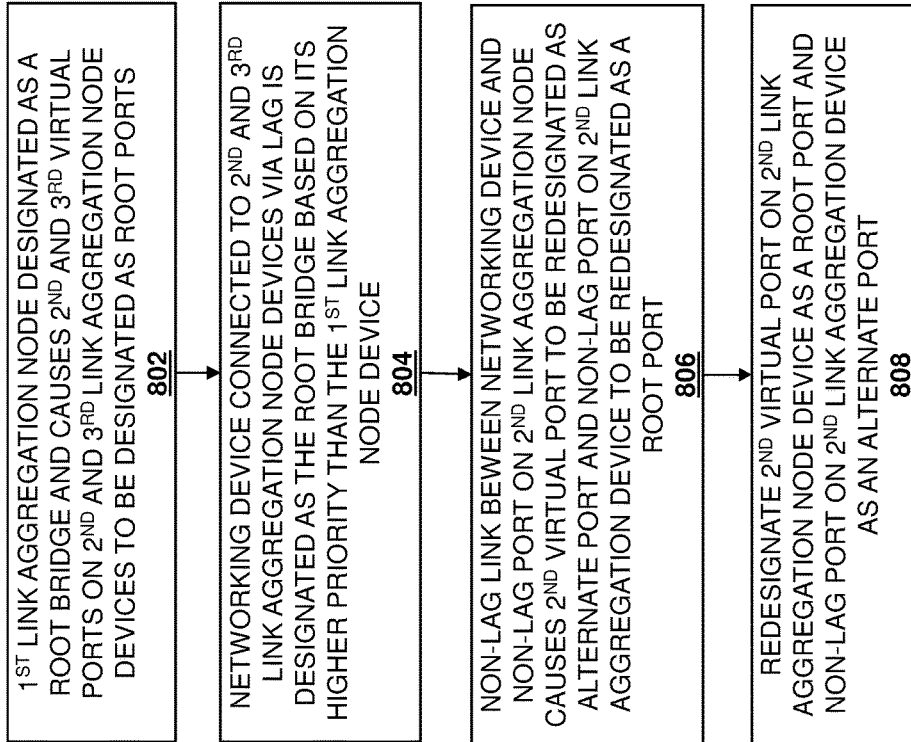 1ST LINK AGGREGATION NODE DESIGNATED AS A
ROOT BRIDGE AND CAUSES 2ND AND 3RD VIRTUAL
PORTS ON 2ND AND 3RD LINK AGGREGATION NODE
DEVICES TO BE DESIGNATED AS ROOT PORTS
802
NETWORKING DEVICE CONNECTED TO 2ND AND 3RD
LINK AGGREGATION NODE DEVICES VIA LAG IS
DESIGNATED AS THE ROOT BRIDGE BASED ON ITS
HIGHER PRIORITY THAN THE 1ST LINK AGGREGATION
NODE DEVICE
804
NON-LAG LINK BEWEEN NETWORKING DEVICE AND
NON-LAG PORT ON 2ND LINK AGGREGATION NODE
CAUSES 2ND VIRTUAL PORT TO BE REDESIGNATED AS
ALTERNATE PORT AND NON-LAG PORT ON 2ND LINK
AGGREGATION DEVICE TO BE REDESIGNATED AS A
ROOT PORT
806
REDESIGNATE 2ND VIRTUAL PORT ON 2ND LINK
AGGREGATION NODE DEVICE AS A ROOT PORT AND
NON-LAG PORT ON 2ND LINK AGGREGATION DEVICE
AS AN ALTERNATE PORT
808